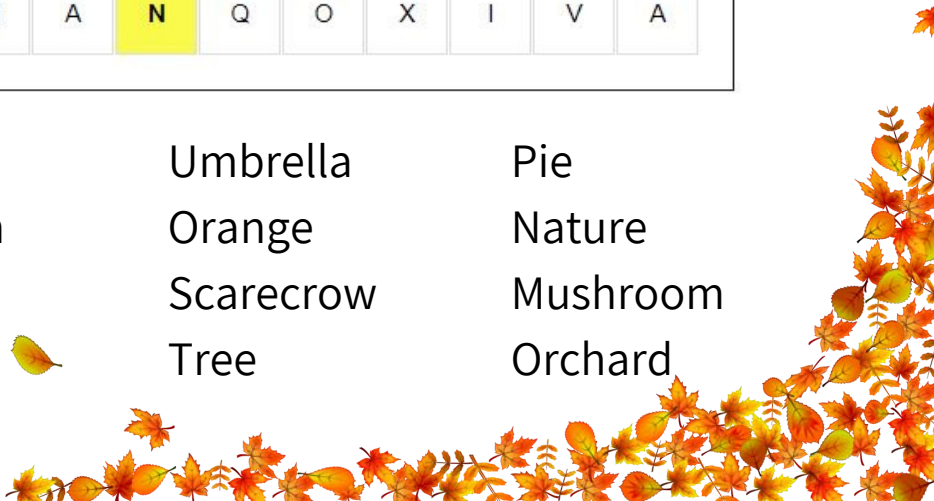 A N Q O X I V A
Umbrella Pie
Orange Nature
Scarecrow Mushroom
Tree Orchard